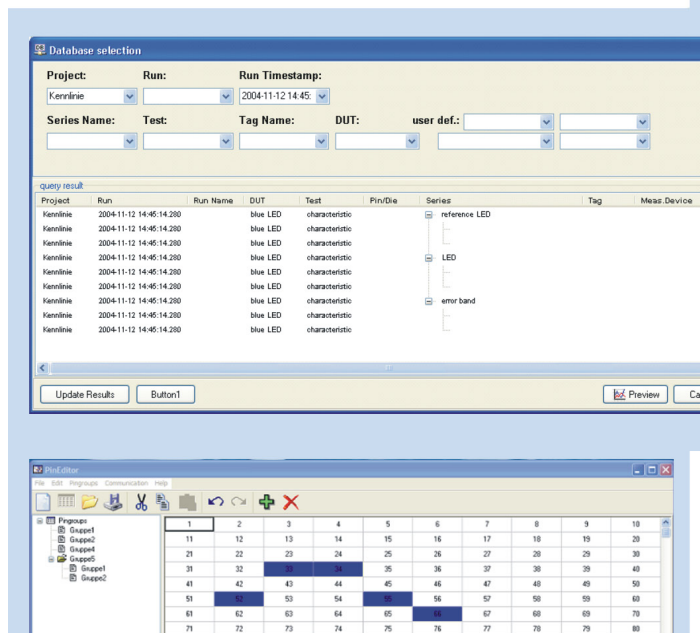 Database selection
Project: Run: Run Timestamp:
Kennlinie 2004-11-12 14:45:
Series Name: Test: Tag Name: DUT: user def.:
query result
Project Run Run Name DUT Test Pin/Die Series Tag Meas.Device
Kennlinie 2004-11-12 14:45:14.280 blue LED characteristic reference LED
Kennlinie 2004-11-12 14:45:14.280 blue LED characteristic
Kennlinie 2004-11-12 14:45:14.280 blue LED characteristic
Kennlinie 2004-11-12 14:45:14.280 blue LED characteristic LED
Kennlinie 2004-11-12 14:45:14.280 blue LED characteristic
Kennlinie 2004-11-12 14:45:14.280 blue LED characteristic
Kennlinie 2004-11-12 14:45:14.280 blue LED characteristic error band
Kennlinie 2004-11-12 14:45:14.280 blue LED characteristic
Kennlinie 2004-11-12 14:45:14.280 blue LED characteristic
Update Results Button1 Preview Ca
PinEditor
File Edit Pingroups Communication Help
Pingroups
Gruppe1
Gruppe2
Gruppe4
Gruppe5
Gruppe1
Gruppe2
1 2 3 4 5 6 7 8 9 10
11 12 13 14 15 16 17 18 19 20
21 22 23 24 25 26 27 28 29 30
31 32 33 34 35 36 37 38 39 40
41 42 43 44 45 46 47 48 49 50
51 52 53 54 55 56 57 58 59 60
61 62 63 64 65 66 67 68 69 70
71 72 73 74 75 76 77 78 79 80